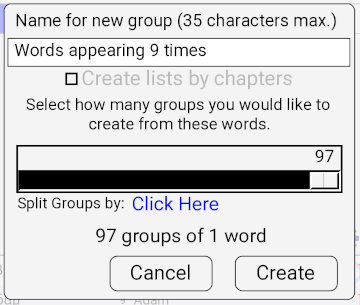 Name for new group (35 characters max.)
Words appearing 9 times
Create lists by chapters
Select how many groups you would like to
create from these words.
97
Split Groups by: Click Here
97 groups of 1 word
Cancel Create
9 Adam